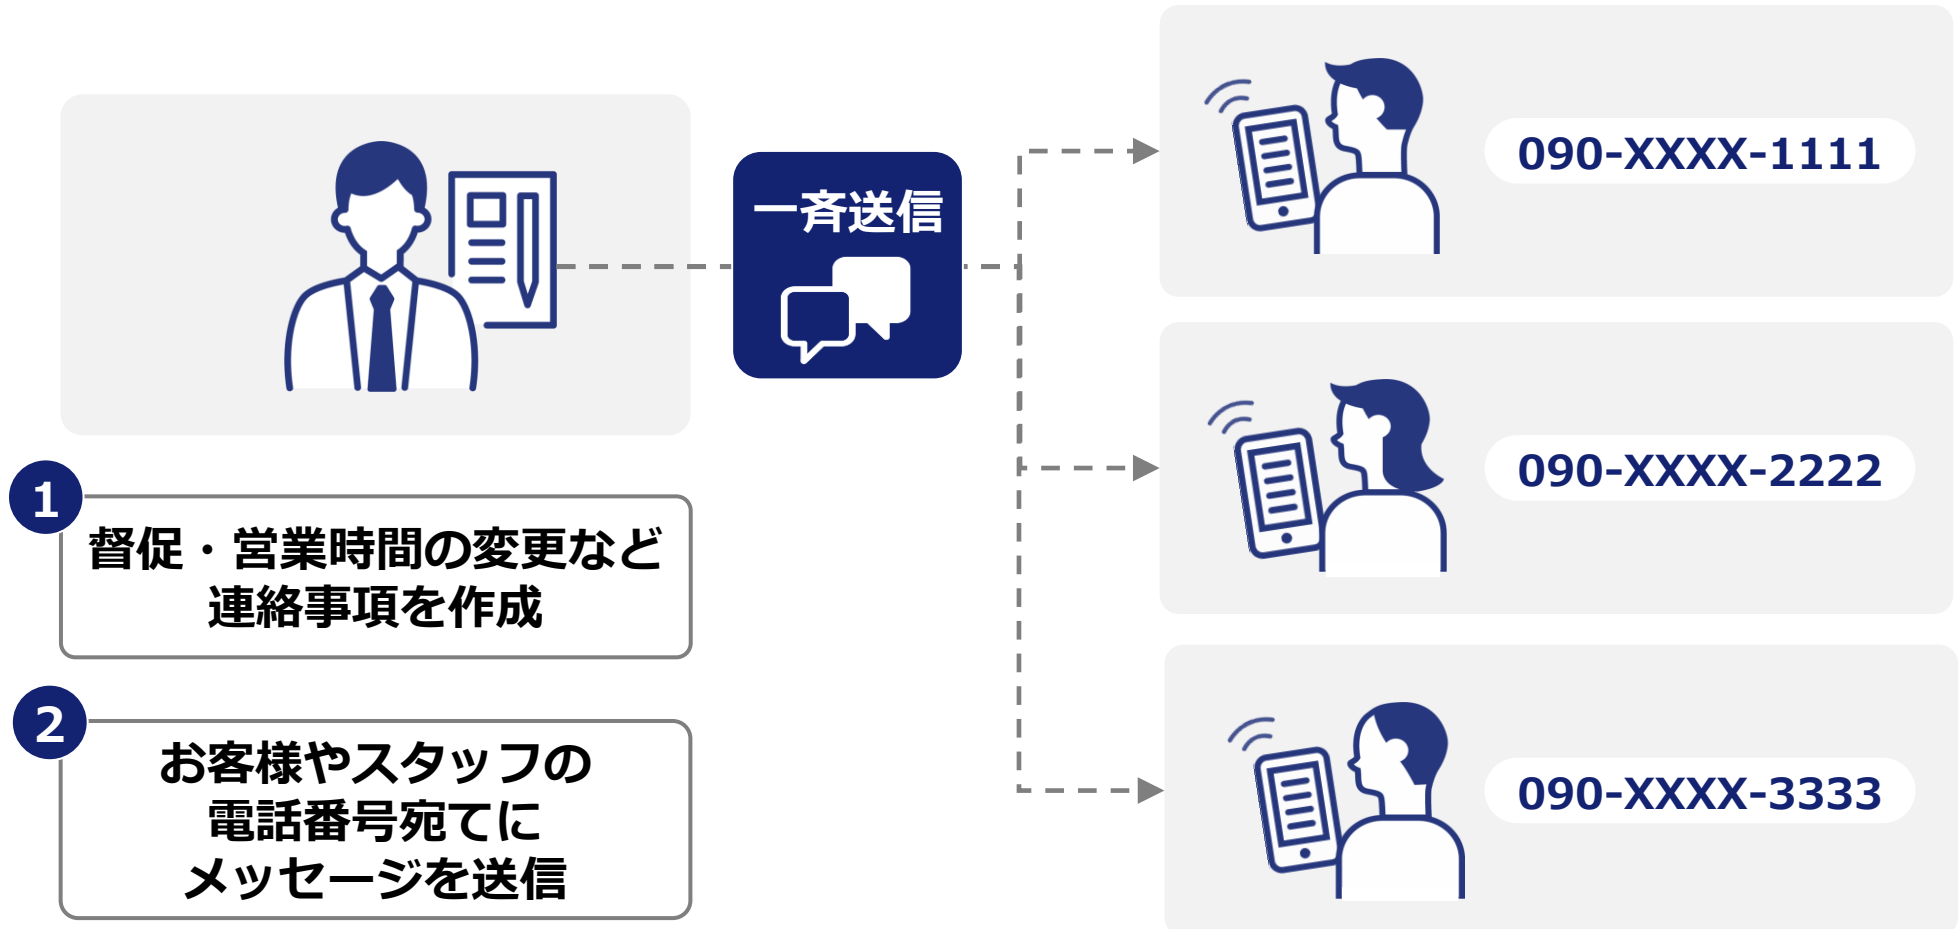 一斉送信
090-XXXX-1111
090-XXXX-2222
090-XXXX-3333
1
督促・営業時間の変更など
連絡事項を作成
2
お客様やスタッフの
電話番号宛てに
メッセージを送信